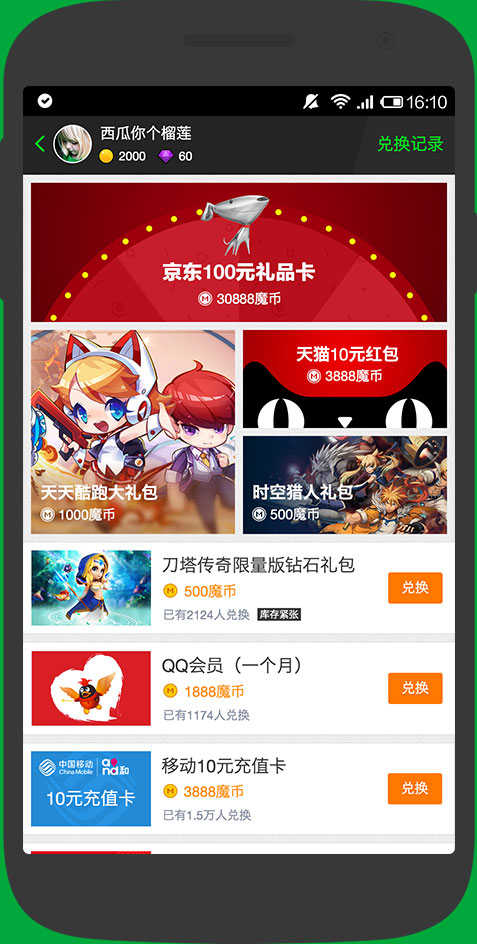 16:10
西瓜你个榴莲
2000 60
兑换记录
京东100元礼品卡
M 30888魔币
天猫10元红包
M 3888魔币
天天酷跑大礼包
M 1000魔币
时空猎人礼包
M 500魔币
刀塔传奇限量版钻石礼包
M 500魔币
已有2124人兑换 库存紧张
兑换
QQ会员（一个月）
M 1888魔币
已有1174人兑换
兑换
中国移动
China Mobile
and和
10元充值卡
移动10元充值卡
M 3888魔币
已有1.5万人兑换
兑换